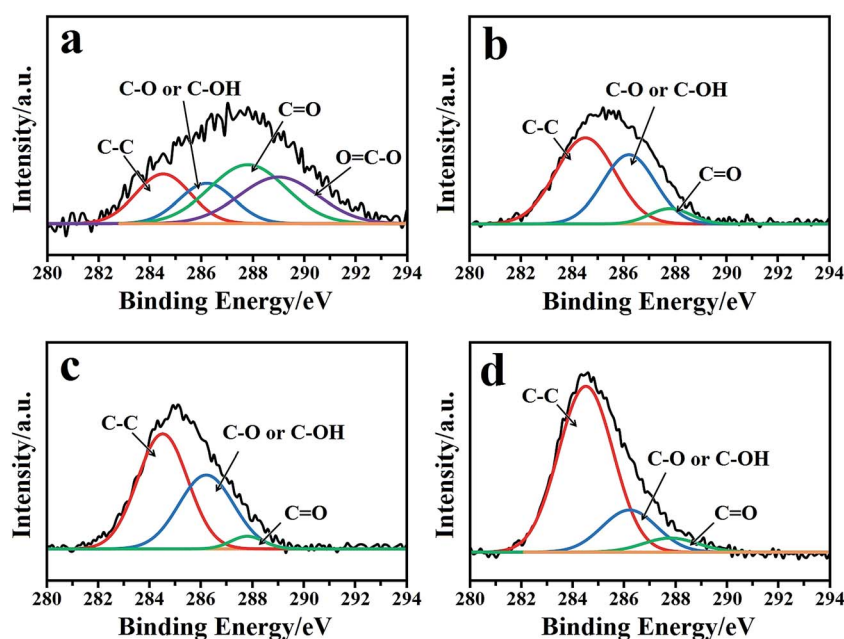 a
C-O or C-OH
C=O
C-C
O=C-O
Intensity/a.u.
280 282 284 286 288 290 292 294
Binding Energy/eV
b
C-O or C-OH
C-C
C=O
Intensity/a.u.
280 282 284 286 288 290 292 294
Binding Energy/eV
c
C-C
C-O or C-OH
C=O
Intensity/a.u.
280 282 284 286 288 290 292 294
Binding Energy/eV
d
C-C
C-O or C-OH
C=O
Intensity/a.u.
280 282 284 286 288 290 292 294
Binding Energy/eV